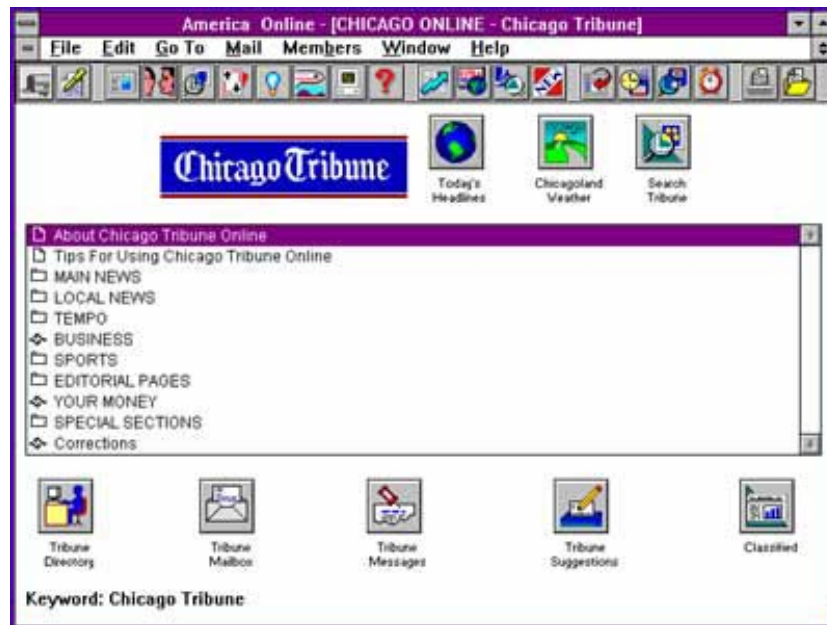 America Online - [CHICAGO ONLINE - Chicago Tribune]
File Edit Go To Mail Members Window Help
Chicago Tribune
Today's
Headlines
Chicagoland
Weather
Search
Tribune
About Chicago Tribune Online
Tips For Using Chicago Tribune Online
MAIN NEWS
LOCAL NEWS
TEMPO
BUSINESS
SPORTS
EDITORIAL PAGES
YOUR MONEY
SPECIAL SECTIONS
Corrections
Tribune
Directory
Tribune
Mailbox
Tribune
Messages
Tribune
Suggestions
Classified
Keyword: Chicago Tribune